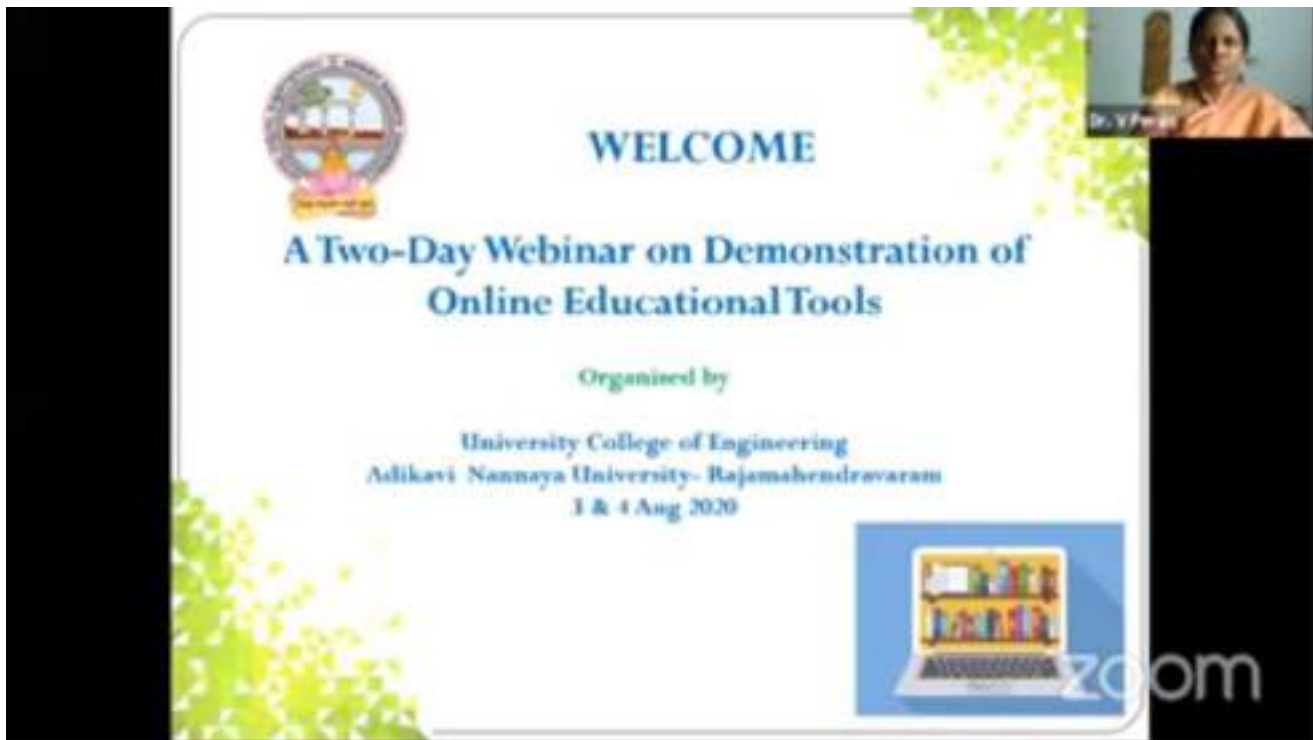 WELCOME
A Two-Day Webinar on Demonstration of
Online Educational Tools
Organised by
University College of Engineering
Adikavi Nannaya University- Rajamahendravaram
3 & 4 Aug 2020
Dr. V
zoom